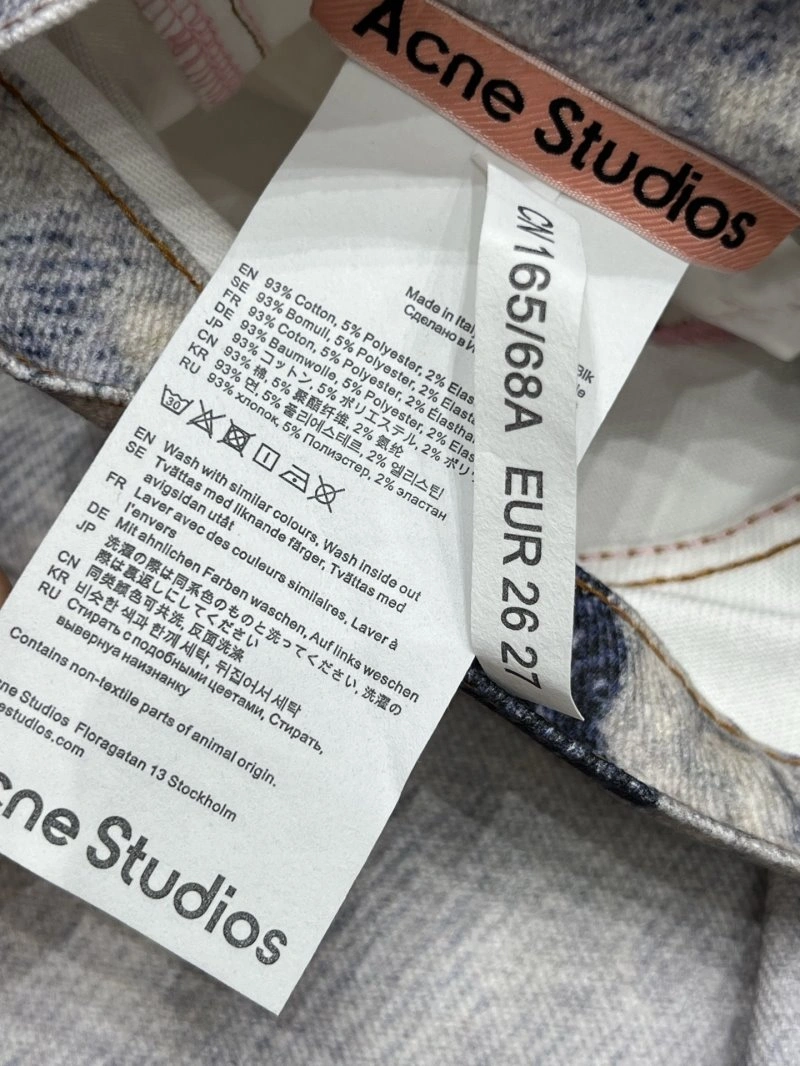 Acne Studios
CN 165/68A EUR 26 27
Made in Ital
Сделано в И
EN 93% Cotton, 5% Polyester, 2% Elas
SE 93% Bomull, 5% Polyester, 2% Elasta
FR 93% Coton, 5% Polyester, 2% Élasthan
DE 93% Baumwolle, 5% Polyester, 2% Elas
JP 93% コットン, 5% ポリエステル, 2% ポリ
CN 93% 棉, 5% 聚酯纤维, 2% 氨纶
KR 93% 면, 5% 폴리에스테르, 2% 엘리스틴
RU 93% хлопок, 5% Полиэстер, 2% эластан
30
EN Wash with similar colours. Wash inside out
SE Tvättas med liknande färger, Tvättas med
avigsidan utåt
FR Laver avec des couleurs similaires, Laver à
l'envers
DE Mit ähnlichen Farben waschen, Auf links weschen
JP 洗濯の際は同系色のものと洗ってください, 洗濯の
際は裏返しにしてください
CN 同类颜色可共洗, 反面洗涤
KR 비슷한 색과 한게 세탁, 뒤집어서 세탁
RU Стирать с подобными цветами, Стирать,
вывернуа наизнанку
Contains non-textile parts of animal origin.
ne Studios Floragatan 13 Stockholm
estudios.com
cne Studios